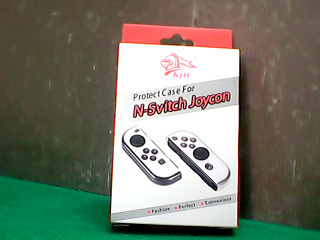 KJH
Protect Case For
N-Svitch Joycon
Fashion Perfect Convenient